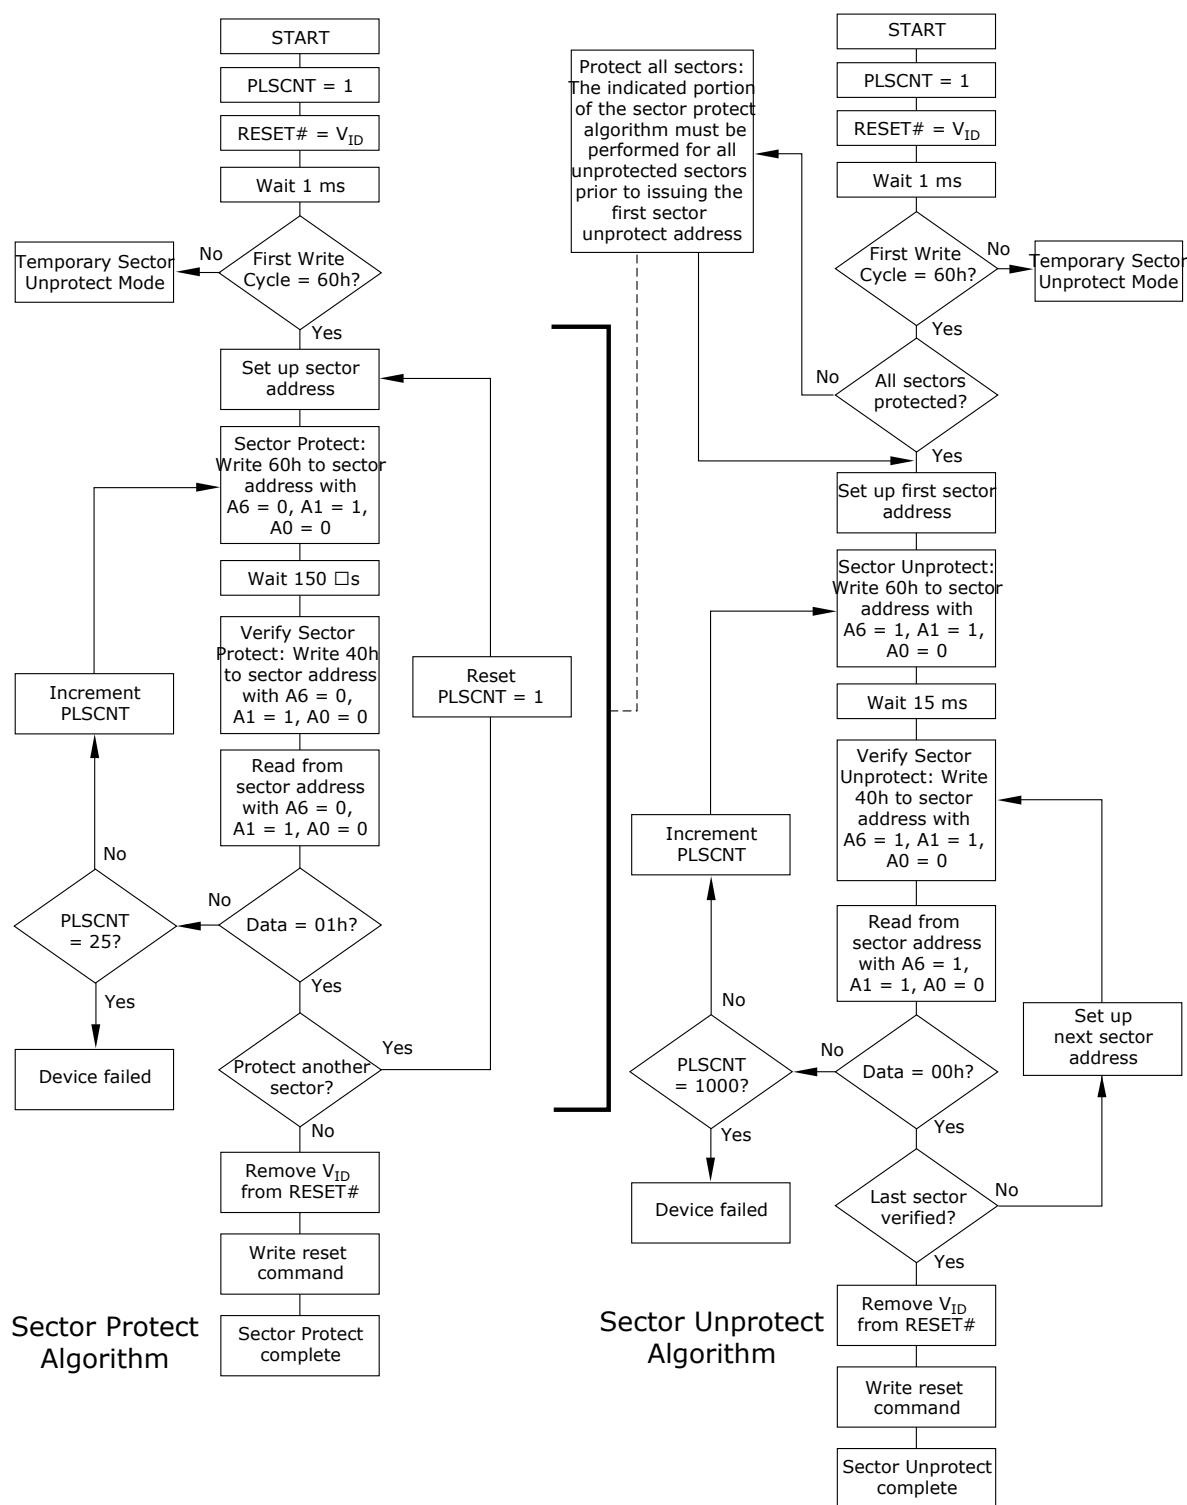 START
PLSCNT = 1
RESET# = VID
Wait 1 ms
First Write
Cycle = 60h?
No
Temporary Sector
Unprotect Mode
Yes
Set up sector
address
Sector Protect:
Write 60h to sector
address with
A6 = 0, A1 = 1,
A0 = 0
Wait 150 □s
Verify Sector
Protect: Write 40h
to sector address
with A6 = 0,
A1 = 1, A0 = 0
Reset
PLSCNT = 1
Increment
PLSCNT
Read from
sector address
with A6 = 0,
A1 = 1, A0 = 0
No
No
PLSCNT
= 25?
Data = 01h?
Yes
Yes
Device failed
Protect another
sector?
Yes
No
Remove VID
from RESET#
Write reset
command
Sector Protect
complete
Sector Protect
Algorithm
START
Protect all sectors:
The indicated portion
of the sector protect
algorithm must be
performed for all
unprotected sectors
prior to issuing the
first sector
unprotect address
PLSCNT = 1
RESET# = VID
Wait 1 ms
First Write
Cycle = 60h?
No
Temporary Sector
Unprotect Mode
Yes
No
All sectors
protected?
Yes
Set up first sector
address
Sector Unprotect:
Write 60h to sector
address with
A6 = 1, A1 = 1,
A0 = 0
Wait 15 ms
Verify Sector
Unprotect: Write
40h to sector
address with
A6 = 1, A1 = 1,
A0 = 0
Increment
PLSCNT
Read from
sector address
with A6 = 1,
A1 = 1, A0 = 0
No
Set up
next sector
address
No
PLSCNT
= 1000?
Data = 00h?
Yes
Yes
Device failed
Last sector
verified?
No
Yes
Remove VID
from RESET#
Write reset
command
Sector Unprotect
complete
Sector Unprotect
Algorithm